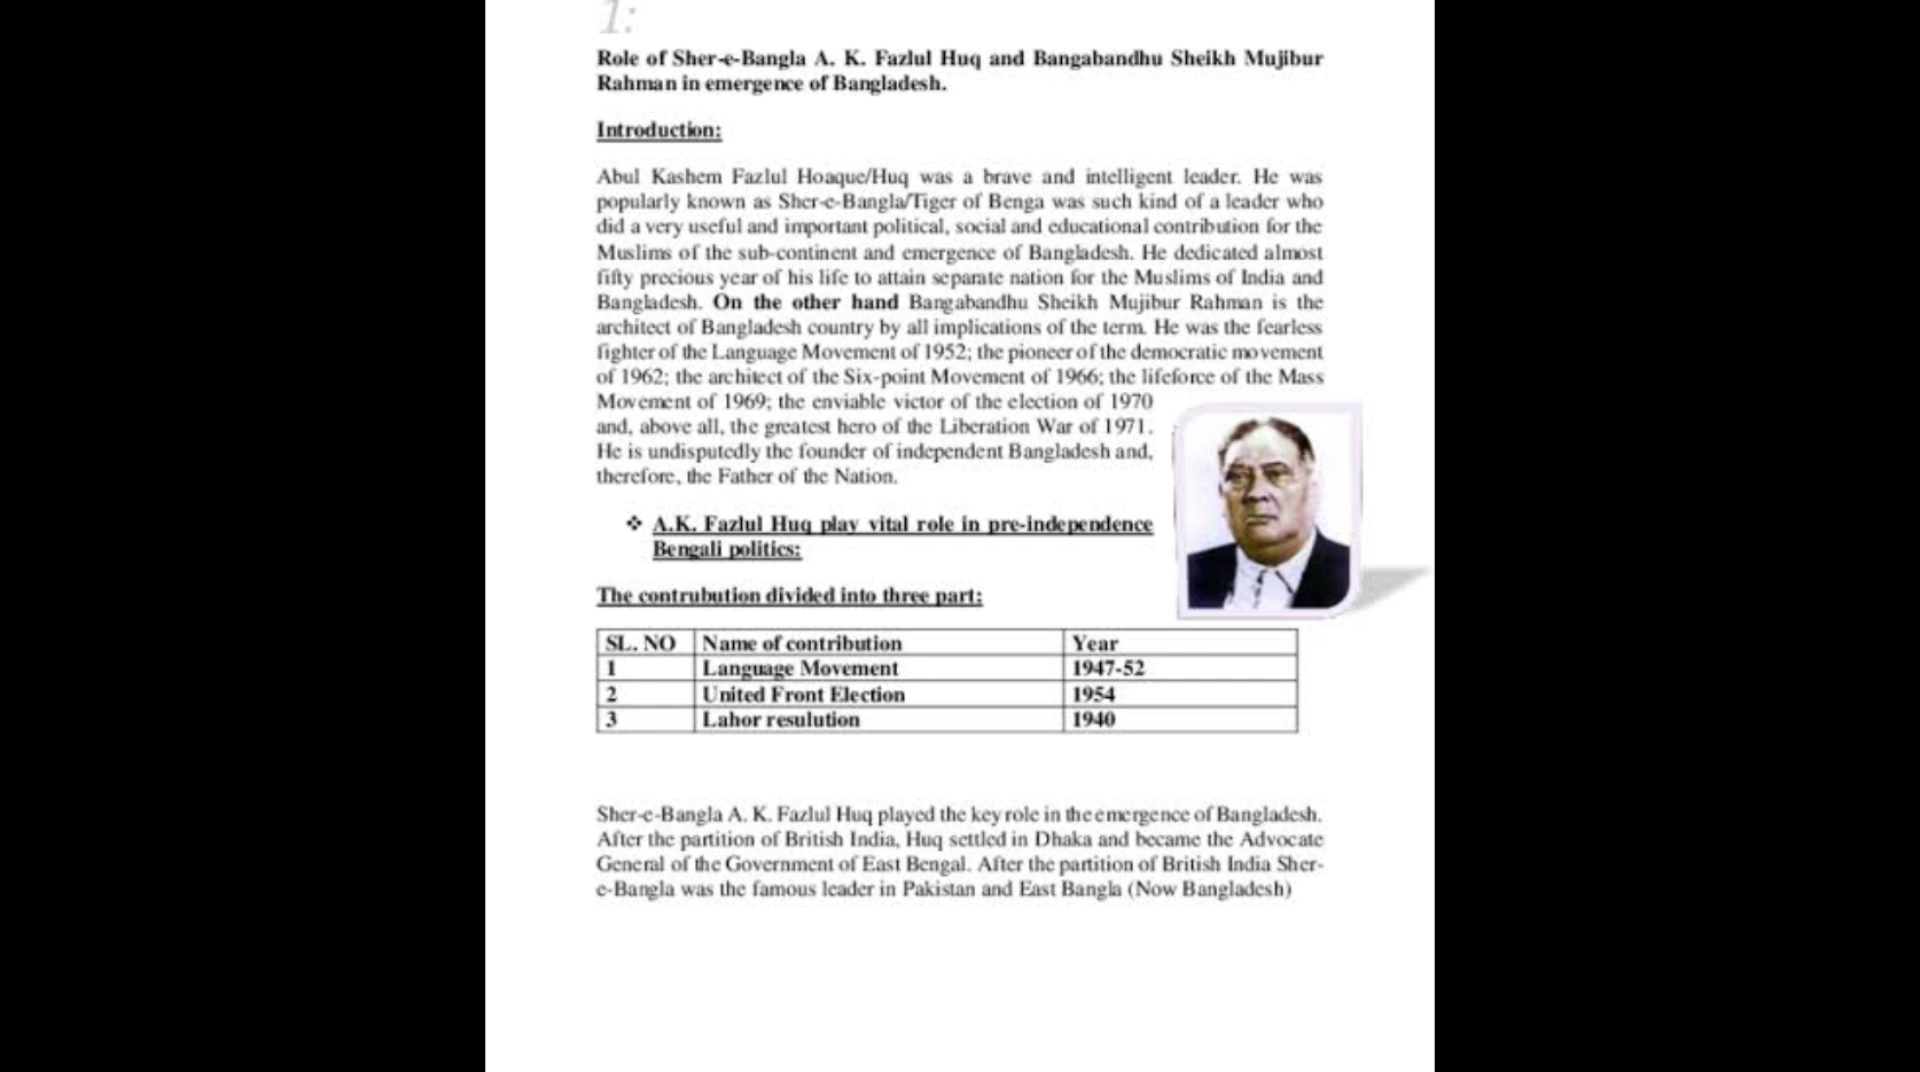 1:
Role of Sher-e-Bangla A. K. Fazlul Huq and Bangabandhu Sheikh Mujibur
Rahman in emergence of Bangladesh.
Introduction:
Abul Kashem Fazlul Hoaque/Huq was a brave and intelligent leader. He was
popularly known as Sher-e-Bangla/Tiger of Benga was such kind of a leader who
did a very useful and important political, social and educational contribution for the
Muslims of the sub-continent and emergence of Bangladesh. He dedicated almost
fifty precious year of his life to attain separate nation for the Muslims of India and
Bangladesh. On the other hand Bangabandhu Sheikh Mujibur Rahman is the
architect of Bangladesh country by all implications of the term. He was the fearless
fighter of the Language Movement of 1952; the pioneer of the democratic movement
of 1962; the architect of the Six-point Movement of 1966; the lifeforce of the Mass
Movement of 1969; the enviable victor of the election of 1970
and, above all, the greatest hero of the Liberation War of 1971.
He is undisputedly the founder of independent Bangladesh and,
therefore, the Father of the Nation.
❖ A.K. Fazlul Huq play vital role in pre-independence
Bengali politics:
The contrubution divided into three part:
SL. NO Name of contribution Year
1 Language Movement 1947-52
2 United Front Election 1954
3 Lahor resulution 1940
Sher-e-Bangla A. K. Fazlul Huq played the key role in the emergence of Bangladesh.
After the partition of British India, Huq settled in Dhaka and became the Advocate
General of the Government of East Bengal. After the partition of British India Sher-
e-Bangla was the famous leader in Pakistan and East Bangla (Now Bangladesh)